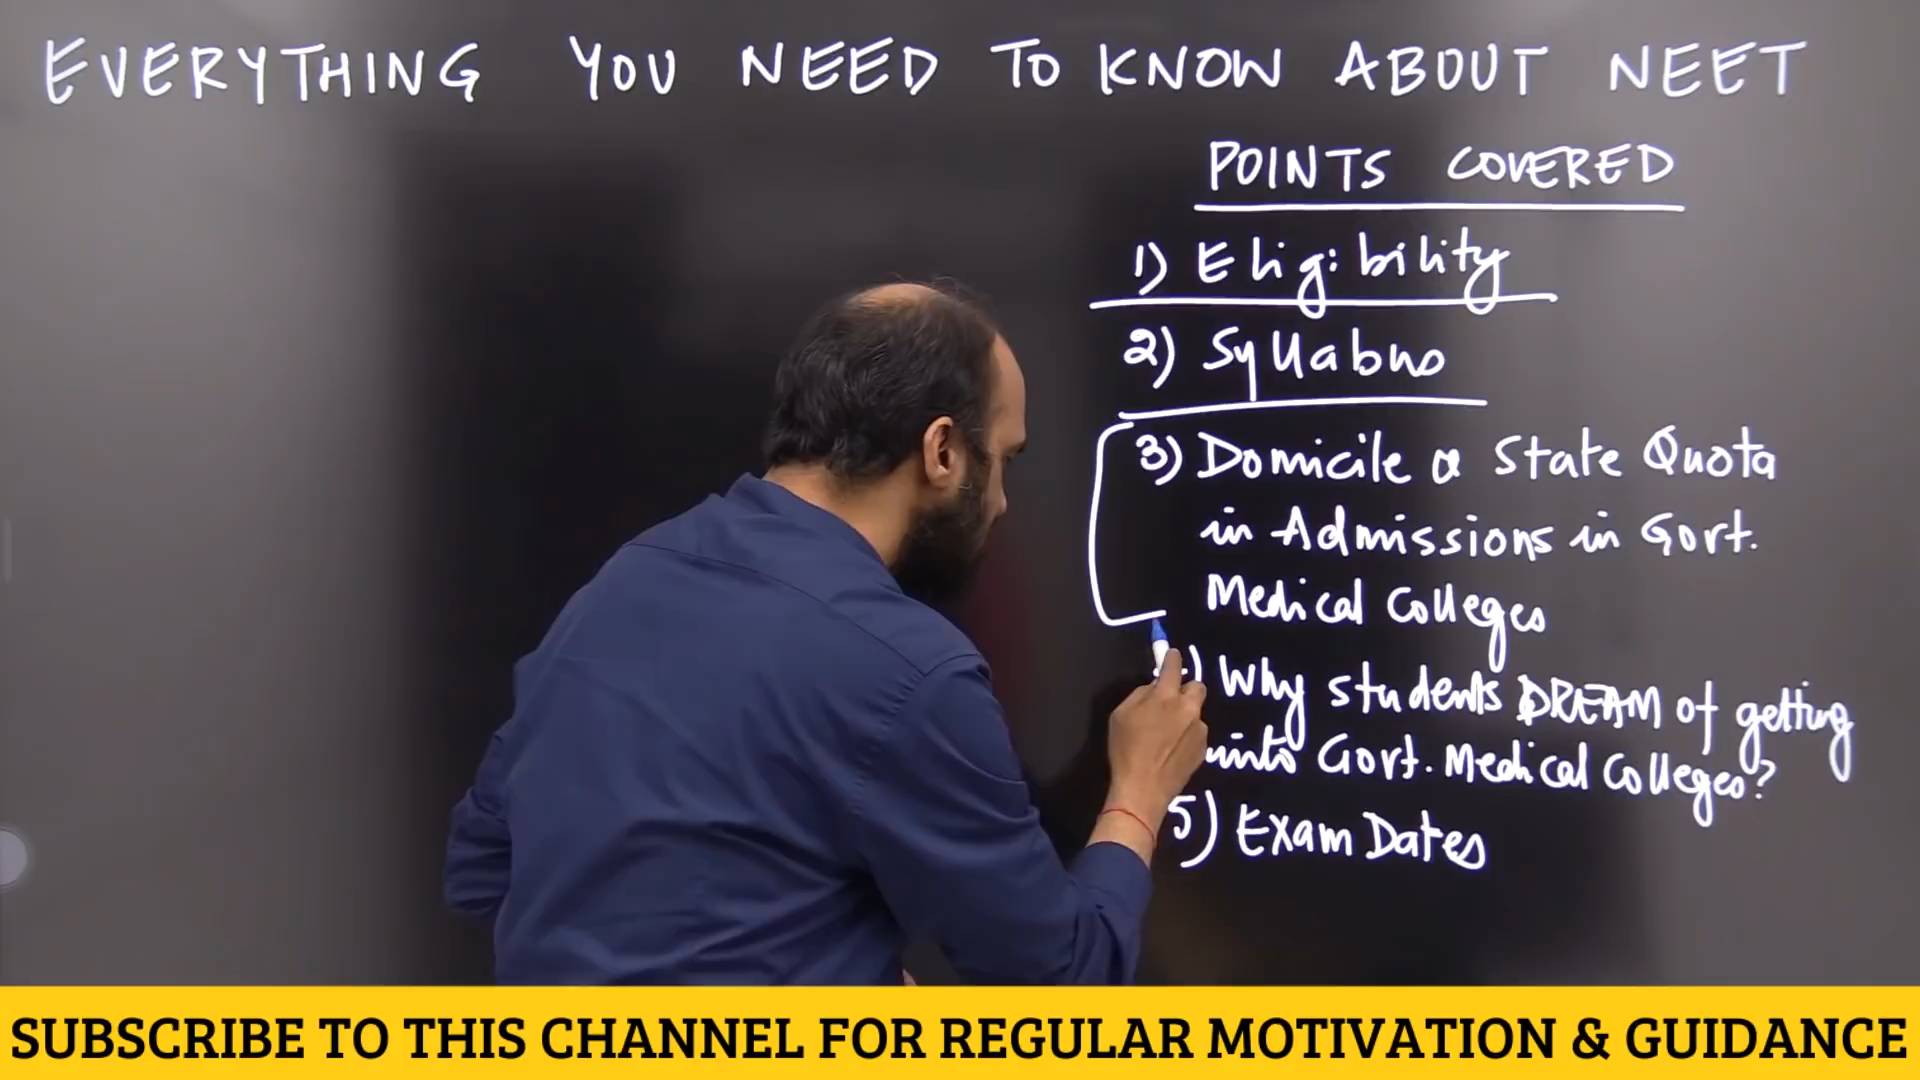 EVERYTHING YOU NEED TO KNOW ABOUT NEET
POINTS COVERED
1) Eligibility
2) Syllabus
3) Domicile & State Quota
in Admissions in Govt.
Medical Colleges
) Why students DREAM of getting
into Govt. Medical Colleges?
5) Exam Dates
SUBSCRIBE TO THIS CHANNEL FOR REGULAR MOTIVATION & GUIDANCE